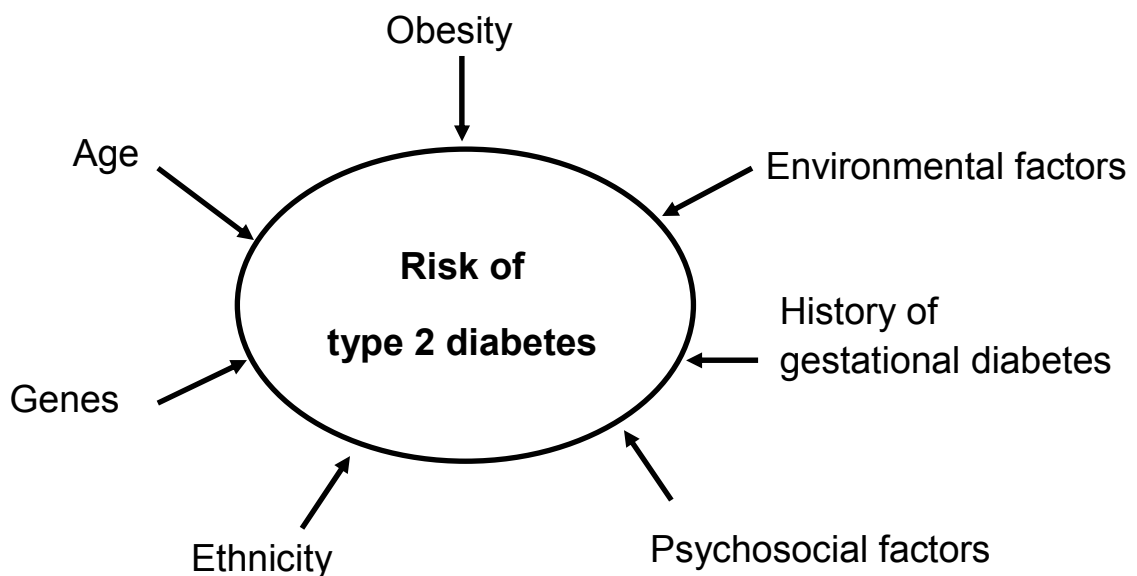 Obesity
Age
Environmental factors
Risk of
type 2 diabetes
History of
gestational diabetes
Genes
Ethnicity
Psychosocial factors